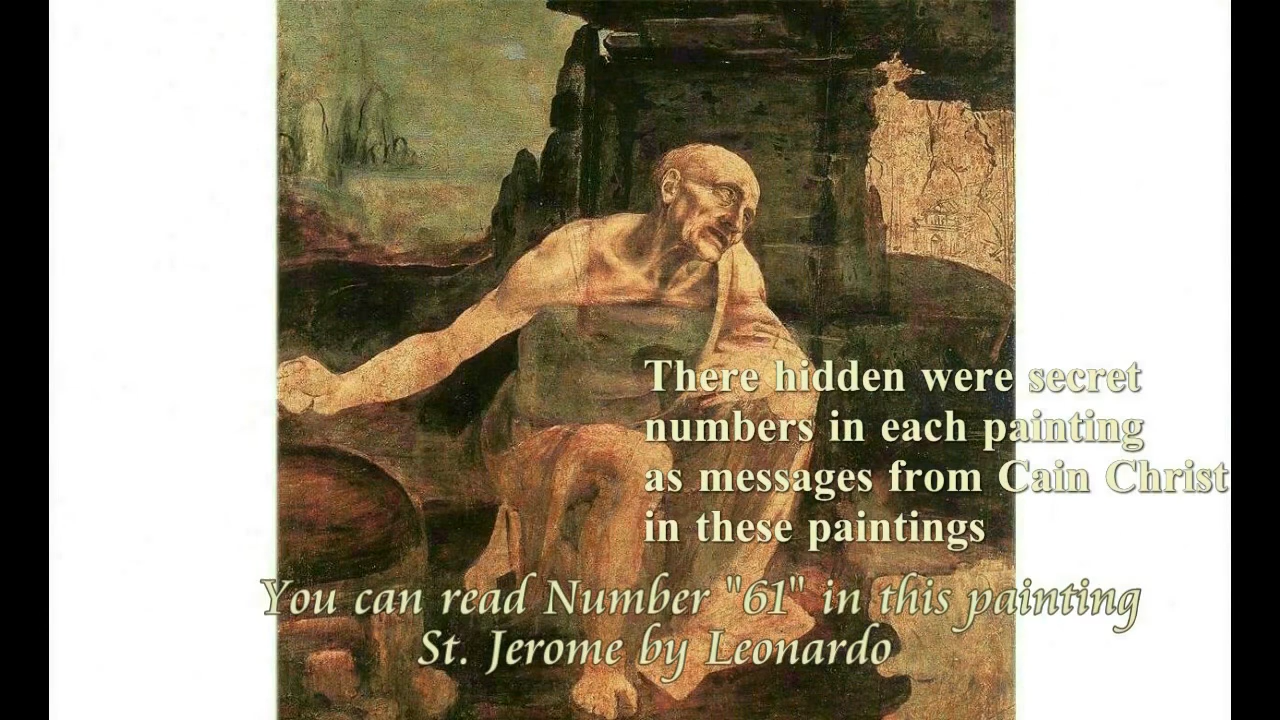 There hidden were secret
numbers in each painting
as messages from Cain Christ
in these paintings
You can read Number "61" in this painting
St. Jerome by Leonardo